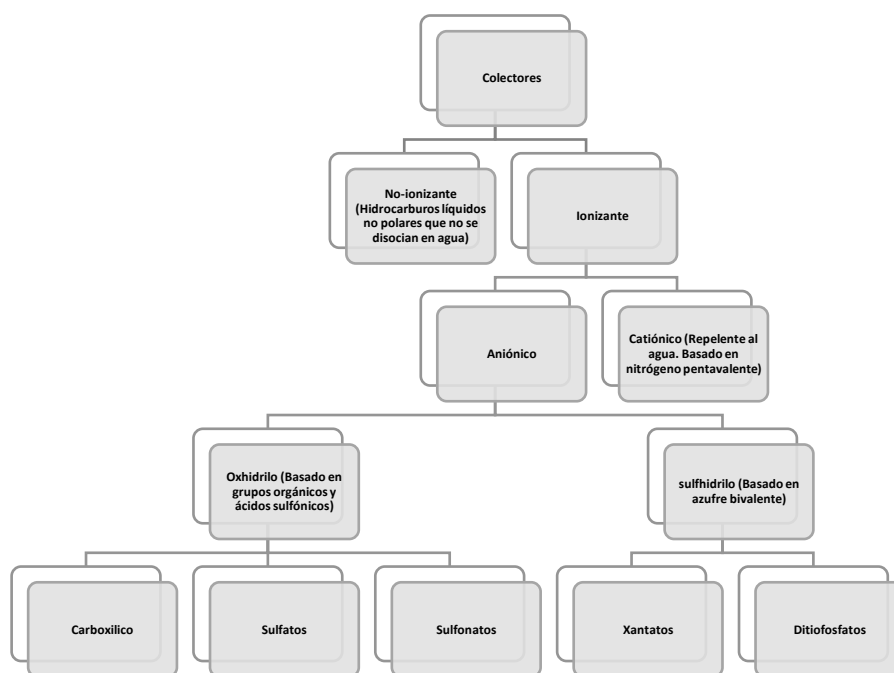 Colectores
No-ionizante
(Hidrocarburos líquidos
no polares que no se
disocian en agua)
Ionizante
Aniónico
Catiónico (Repelente al
agua. Basado en
nitrógeno pentavalente)
Oxhidrilo (Basado en
grupos orgánicos y
ácidos sulfónicos)
sulfhidrilo (Basado en
azufre bivalente)
Carboxilico
Sulfatos
Sulfonatos
Xantatos
Ditiofosfatos